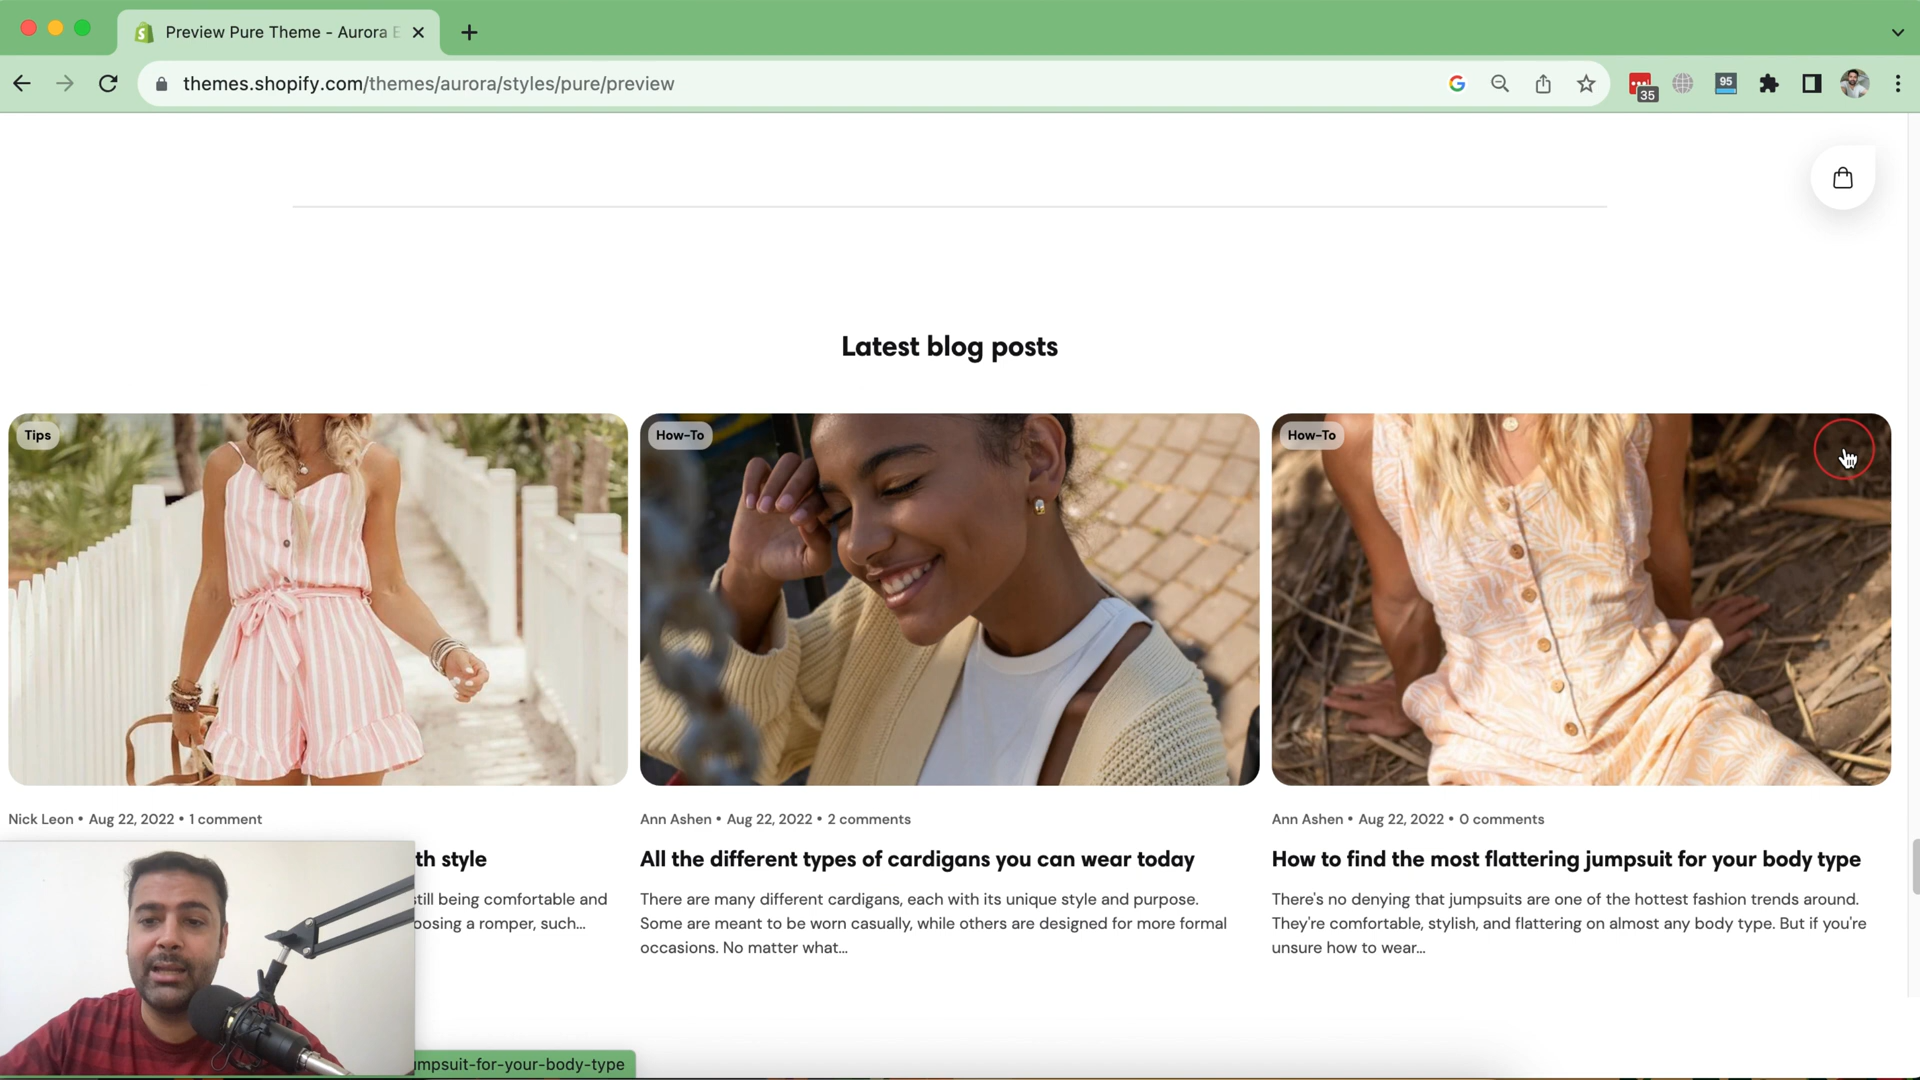 Preview Pure Theme - Aurora E
themes.shopify.com/themes/aurora/styles/pure/preview
35
95
Latest blog posts
Tips
How-To
How-To
Nick Leon • Aug 22, 2022 • 1 comment
Ann Ashen • Aug 22, 2022 • 2 comments
Ann Ashen • Aug 22, 2022 • 0 comments
th style
All the different types of cardigans you can wear today
How to find the most flattering jumpsuit for your body type
still being comfortable and
oosing a romper, such...
There are many different cardigans, each with its unique style and purpose.
Some are meant to be worn casually, while others are designed for more formal
occasions. No matter what...
There's no denying that jumpsuits are one of the hottest fashion trends around.
They're comfortable, stylish, and flattering on almost any body type. But if you're
unsure how to wear...
umpsuit-for-your-body-type